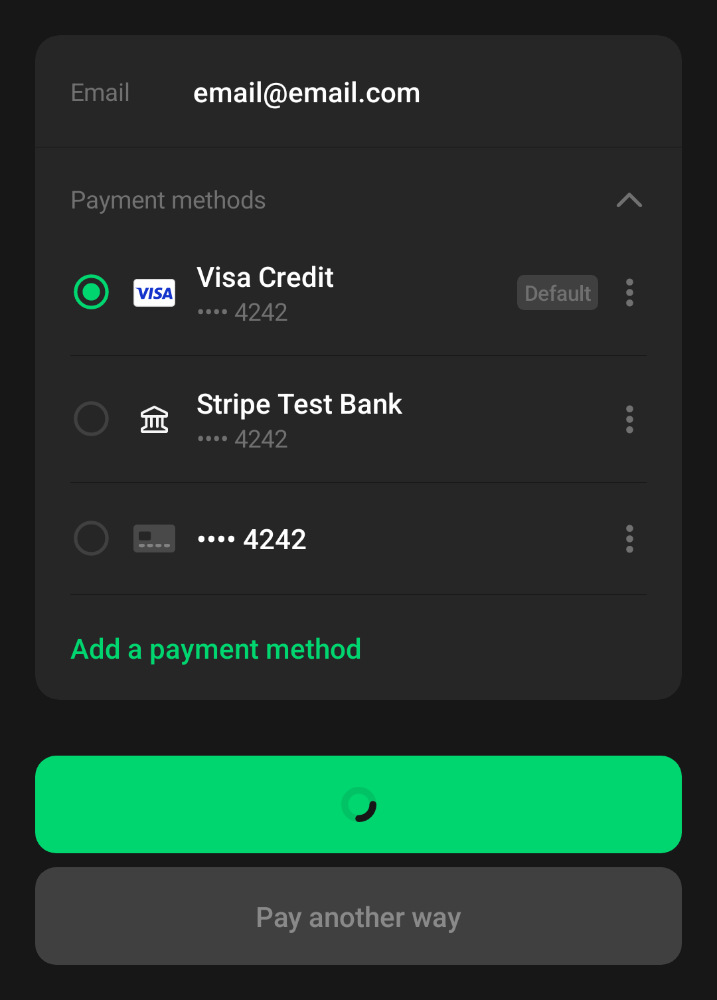 Email email@email.com
Payment methods
VISA Visa Credit Default
•••• 4242
Stripe Test Bank
•••• 4242
•••• 4242
Add a payment method
Pay another way